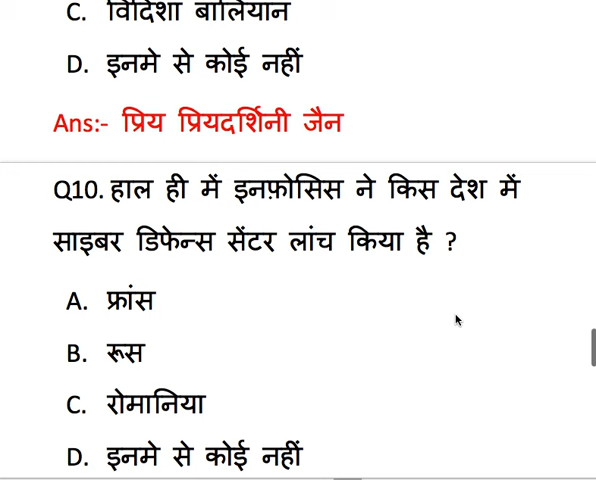 C. विदिशा बालियान
D. इनमे से कोई नहीं
Ans:- प्रिय प्रियदर्शिनी जैन
Q10. हाल ही में इनफ़ोसिस ने किस देश में
साइबर डिफेन्स सेंटर लांच किया है ?
A. फ्रांस
B. रूस
C. रोमानिया
D. इनमे से कोई नहीं